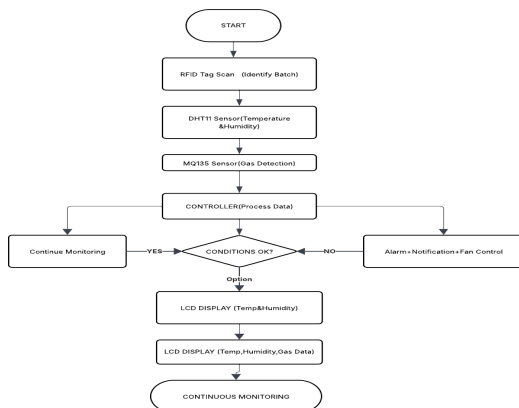 START
RFID Tag Scan (Identify Batch)
DHT11 Sensor(Temperature
&Humidity)
MQ135 Sensor(Gas Detection)
CONTROLLER(Process Data)
Continue Monitoring
YES
CONDITIONS OK?
NO
Alarm+Notification+Fan Control
Option
LCD DISPLAY (Temp&Humidity)
LCD DISPLAY (Temp,Humidity,Gas Data)
CONTINUOUS MONITORING